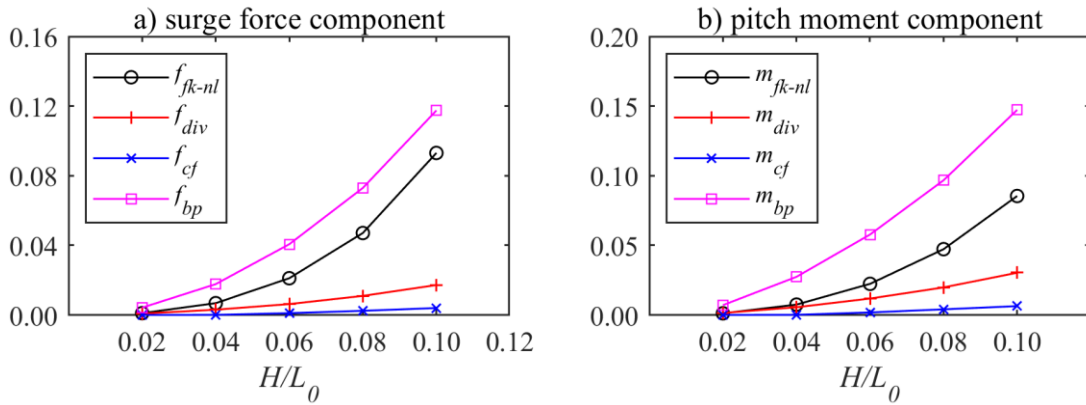 a) surge force component
0.16
0.12
0.08
0.04
0.00
f_fk-nl
f_div
f_cf
f_bp
0.02 0.04 0.06 0.08 0.10 0.12
H/L_0
b) pitch moment component
0.20
0.15
0.10
0.05
0.00
m_fk-nl
m_div
m_cf
m_bp
0.02 0.04 0.06 0.08 0.10
H/L_0